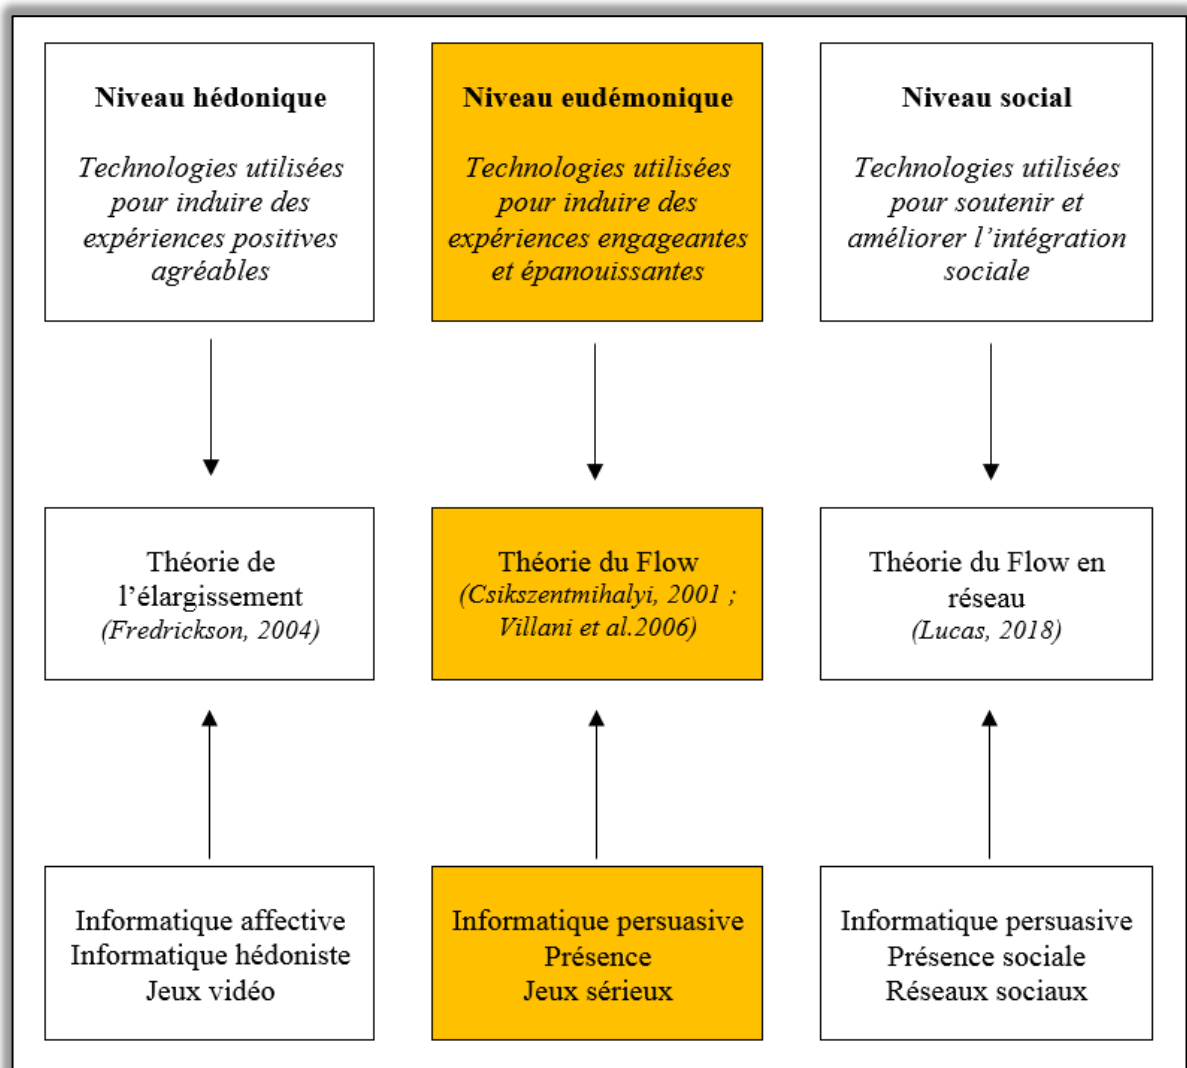 Niveau hédonique
Technologies utilisées
pour induire des
expériences positives
agréables
Niveau eudémonique
Technologies utilisées
pour induire des
expériences engageantes
et épanouissantes
Niveau social
Technologies utilisées
pour soutenir et
améliorer l’intégration
sociale
Théorie de
l’élargissement
(Fredrickson, 2004)
Théorie du Flow
(Csikszentmihalyi, 2001 ;
Villani et al.2006)
Théorie du Flow en
réseau
(Lucas, 2018)
Informatique affective
Informatique hédoniste
Jeux vidéo
Informatique persuasive
Présence
Jeux sérieux
Informatique persuasive
Présence sociale
Réseaux sociaux